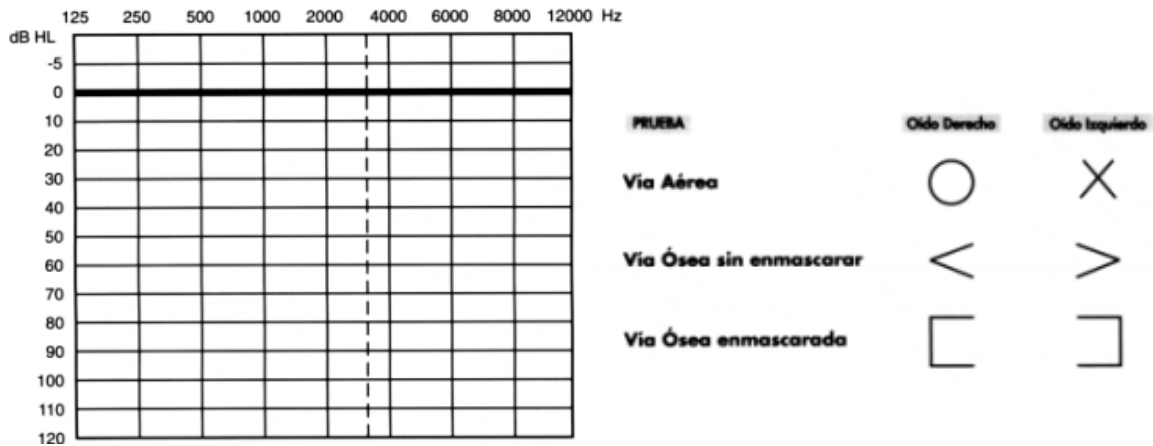 125 250 500 1000 2000 4000 6000 8000 12000 Hz
dB HL
-5
0
10
20
30
40
50
60
70
80
90
100
110
120
PRUEBA Oído Derecho Oído Izquierdo
Vía Aérea
Vía Ósea sin enmascarar
Vía Ósea enmascarada